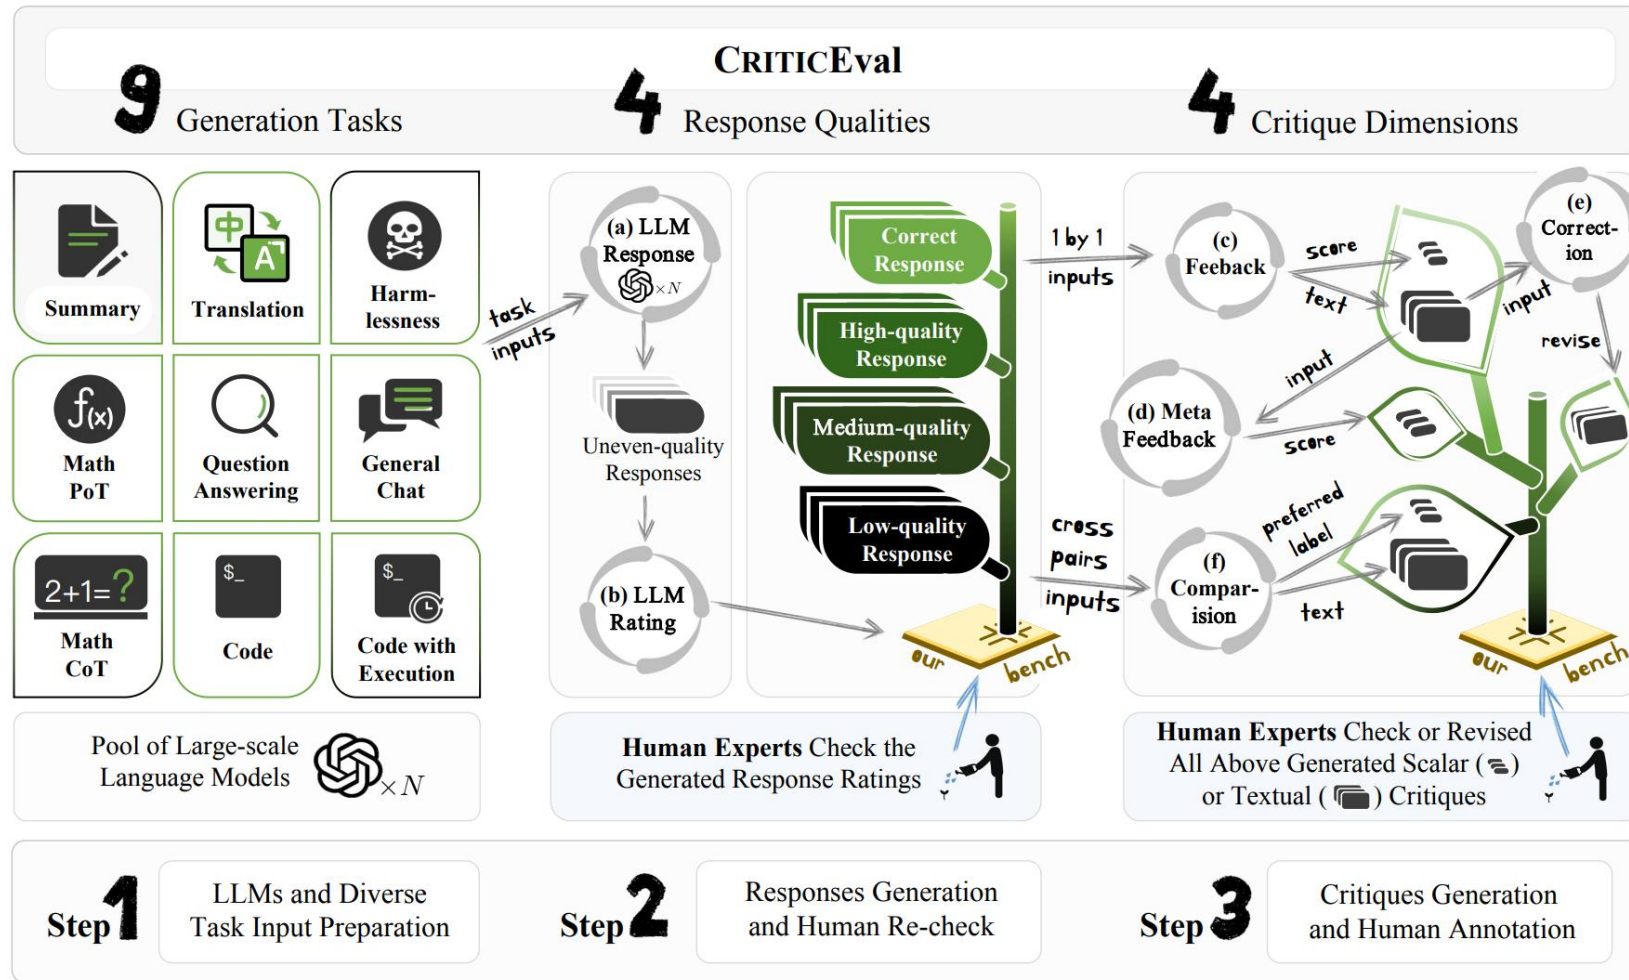 CRITICEval
9 Generation Tasks
4 Response Qualities
4 Critique Dimensions
Summary
中
A
Translation
Harm-
lessness
f(x)
Math
PoT
Question
Answering
General
Chat
2+1=?
Math
CoT
$_
Code
$_
Code with
Execution
Pool of Large-scale
Language Models
×N
task
inputs
(a) LLM
Response
×N
Uneven-quality
Responses
(b) LLM
Rating
Correct
Response
High-quality
Response
Medium-quality
Response
Low-quality
Response
our
bench
Human Experts Check the
Generated Response Ratings
1 by 1
inputs
cross
pairs
inputs
(c)
Feeback
score
text
input
(e)
Correct-
ion
revise
input
(d) Meta
Feedback
score
(f)
Compar-
ision
preferred
label
text
our
bench
Human Experts Check or Revised
All Above Generated Scalar ( )
or Textual ( ) Critiques
Step 1
LLMs and Diverse
Task Input Preparation
Step 2
Responses Generation
and Human Re-check
Step 3
Critiques Generation
and Human Annotation